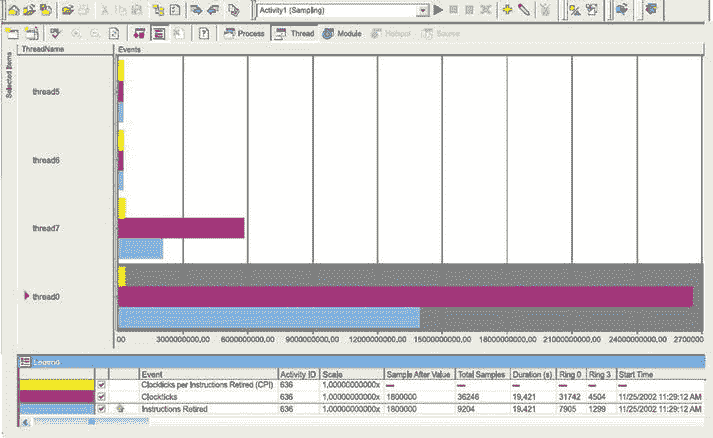 Activity1 (Sampling)
Process Thread Module Hotspot Source
ThreadName Events
Selected Items
thread5
thread6
thread7
thread0
00 3000000000,00 6000000000,00 9000000000,00 12000000000,00 15000000000,00 18000000000,00 21000000000,00 24000000000,00 2700000
Legend
Event Activity ID Scale Sample After Value Total Samples Duration (s) Ring 0 Ring 3 Start Time
Clockticks per Instructions Retired (CPI) 636 1,00000000000x — — — — — —
Clockticks 636 1,00000000000x 1800000 36246 19,421 31742 4504 11/25/2002 11:29:12 AM
Instructions Retired 636 1,00000000000x 1800000 9204 19,421 7905 1299 11/25/2002 11:29:12 AM